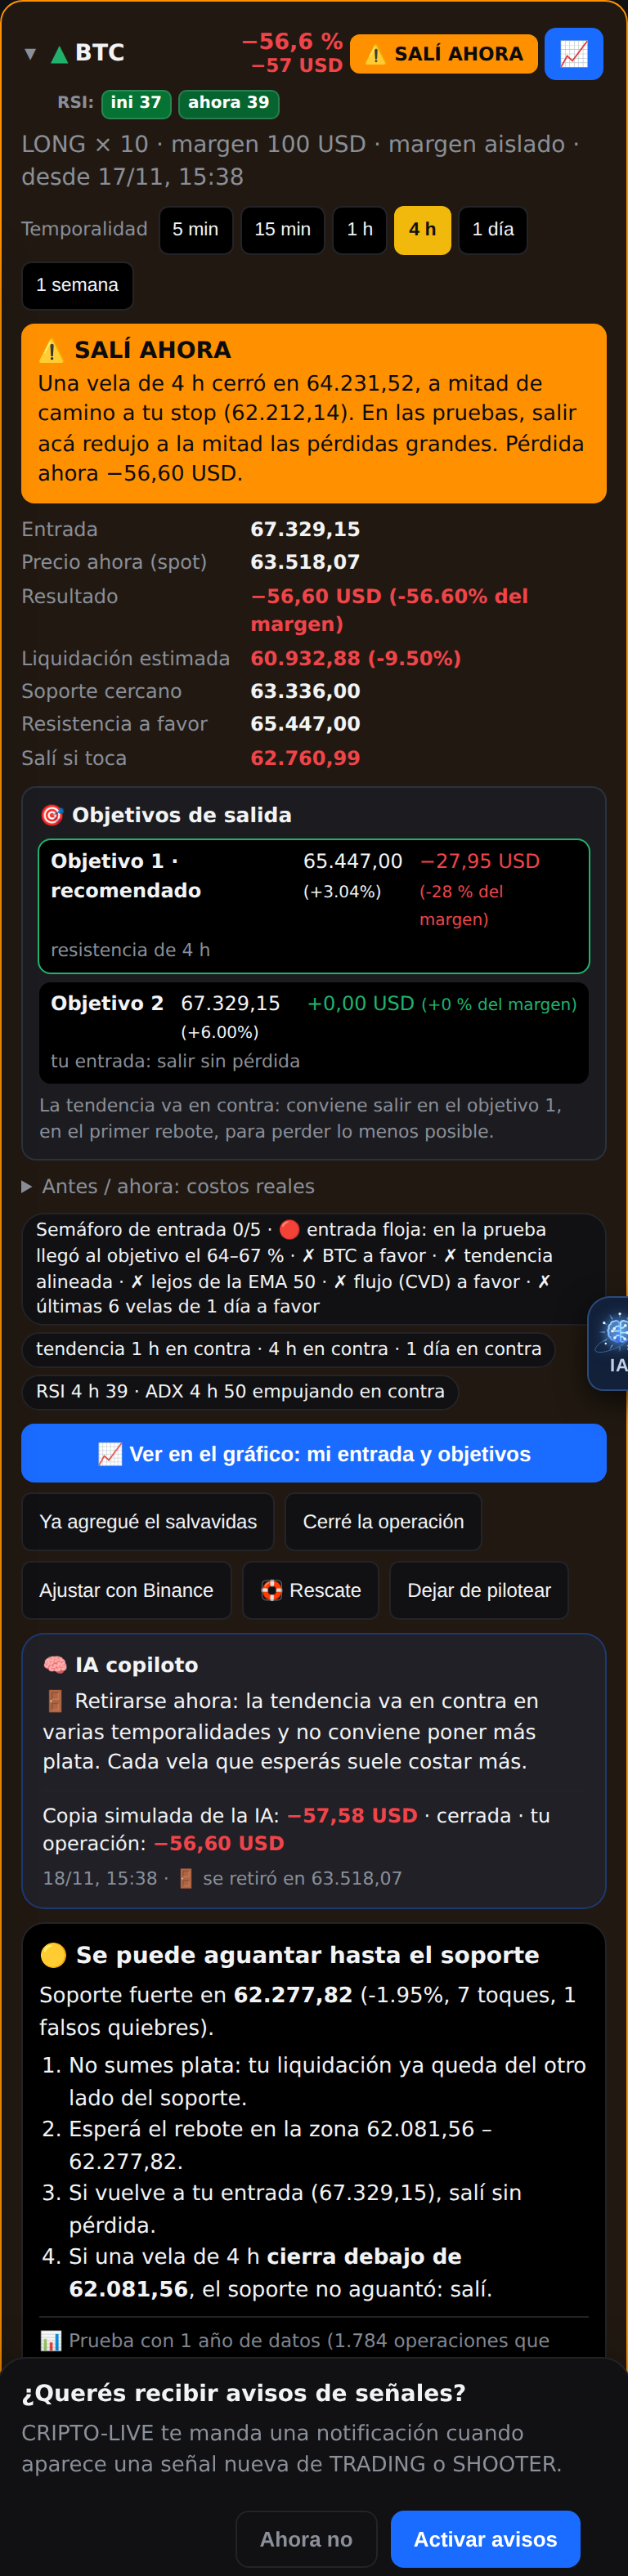 ▼ ▲ BTC −56,6 % −57 USD ⚠️ SALÍ AHORA 📈
RSI: ini 37 ahora 39
LONG × 10 · margen 100 USD · margen aislado ·
desde 17/11, 15:38
Temporalidad 5 min 15 min 1 h 4 h 1 día
1 semana
⚠️ SALÍ AHORA
Una vela de 4 h cerró en 64.231,52, a mitad de
camino a tu stop (62.212,14). En las pruebas, salir
acá redujo a la mitad las pérdidas grandes. Pérdida
ahora −56,60 USD.
Entrada 67.329,15
Precio ahora (spot) 63.518,07
Resultado −56,60 USD (-56.60% del
margen)
Liquidación estimada 60.932,88 (-9.50%)
Soporte cercano 63.336,00
Resistencia a favor 65.447,00
Salí si toca 62.760,99
🎯 Objetivos de salida
Objetivo 1 · 65.447,00 −27,95 USD
recomendado (+3.04%) (-28 % del
margen)
resistencia de 4 h
Objetivo 2 67.329,15 +0,00 USD (+0 % del margen)
(+6.00%)
tu entrada: salir sin pérdida
La tendencia va en contra: conviene salir en el objetivo 1,
en el primer rebote, para perder lo menos posible.
▶ Antes / ahora: costos reales
Semáforo de entrada 0/5 · 🔴 entrada floja: en la prueba
llegó al objetivo el 64–67 % · ✗ BTC a favor · ✗ tendencia
alineada · ✗ lejos de la EMA 50 · ✗ flujo (CVD) a favor · ✗
últimas 6 velas de 1 día a favor
IA
tendencia 1 h en contra · 4 h en contra · 1 día en contra
RSI 4 h 39 · ADX 4 h 50 empujando en contra
📈 Ver en el gráfico: mi entrada y objetivos
Ya agregué el salvavidas Cerré la operación
Ajustar con Binance 🛟 Rescate Dejar de pilotear
🧠 IA copiloto
🚪 Retirarse ahora: la tendencia va en contra en
varias temporalidades y no conviene poner más
plata. Cada vela que esperás suele costar más.
Copia simulada de la IA: −57,58 USD · cerrada · tu
operación: −56,60 USD
18/11, 15:38 · 🚪 se retiró en 63.518,07
🟡 Se puede aguantar hasta el soporte
Soporte fuerte en 62.277,82 (-1.95%, 7 toques, 1
falsos quiebres).
1. No sumes plata: tu liquidación ya queda del otro
lado del soporte.
2. Esperá el rebote en la zona 62.081,56 –
62.277,82.
3. Si vuelve a tu entrada (67.329,15), salí sin
pérdida.
4. Si una vela de 4 h cierra debajo de
62.081,56, el soporte no aguantó: salí.
📊 Prueba con 1 año de datos (1.784 operaciones que
¿Querés recibir avisos de señales?
CRIPTO-LIVE te manda una notificación cuando
aparece una señal nueva de TRADING o SHOOTER.
Ahora no Activar avisos